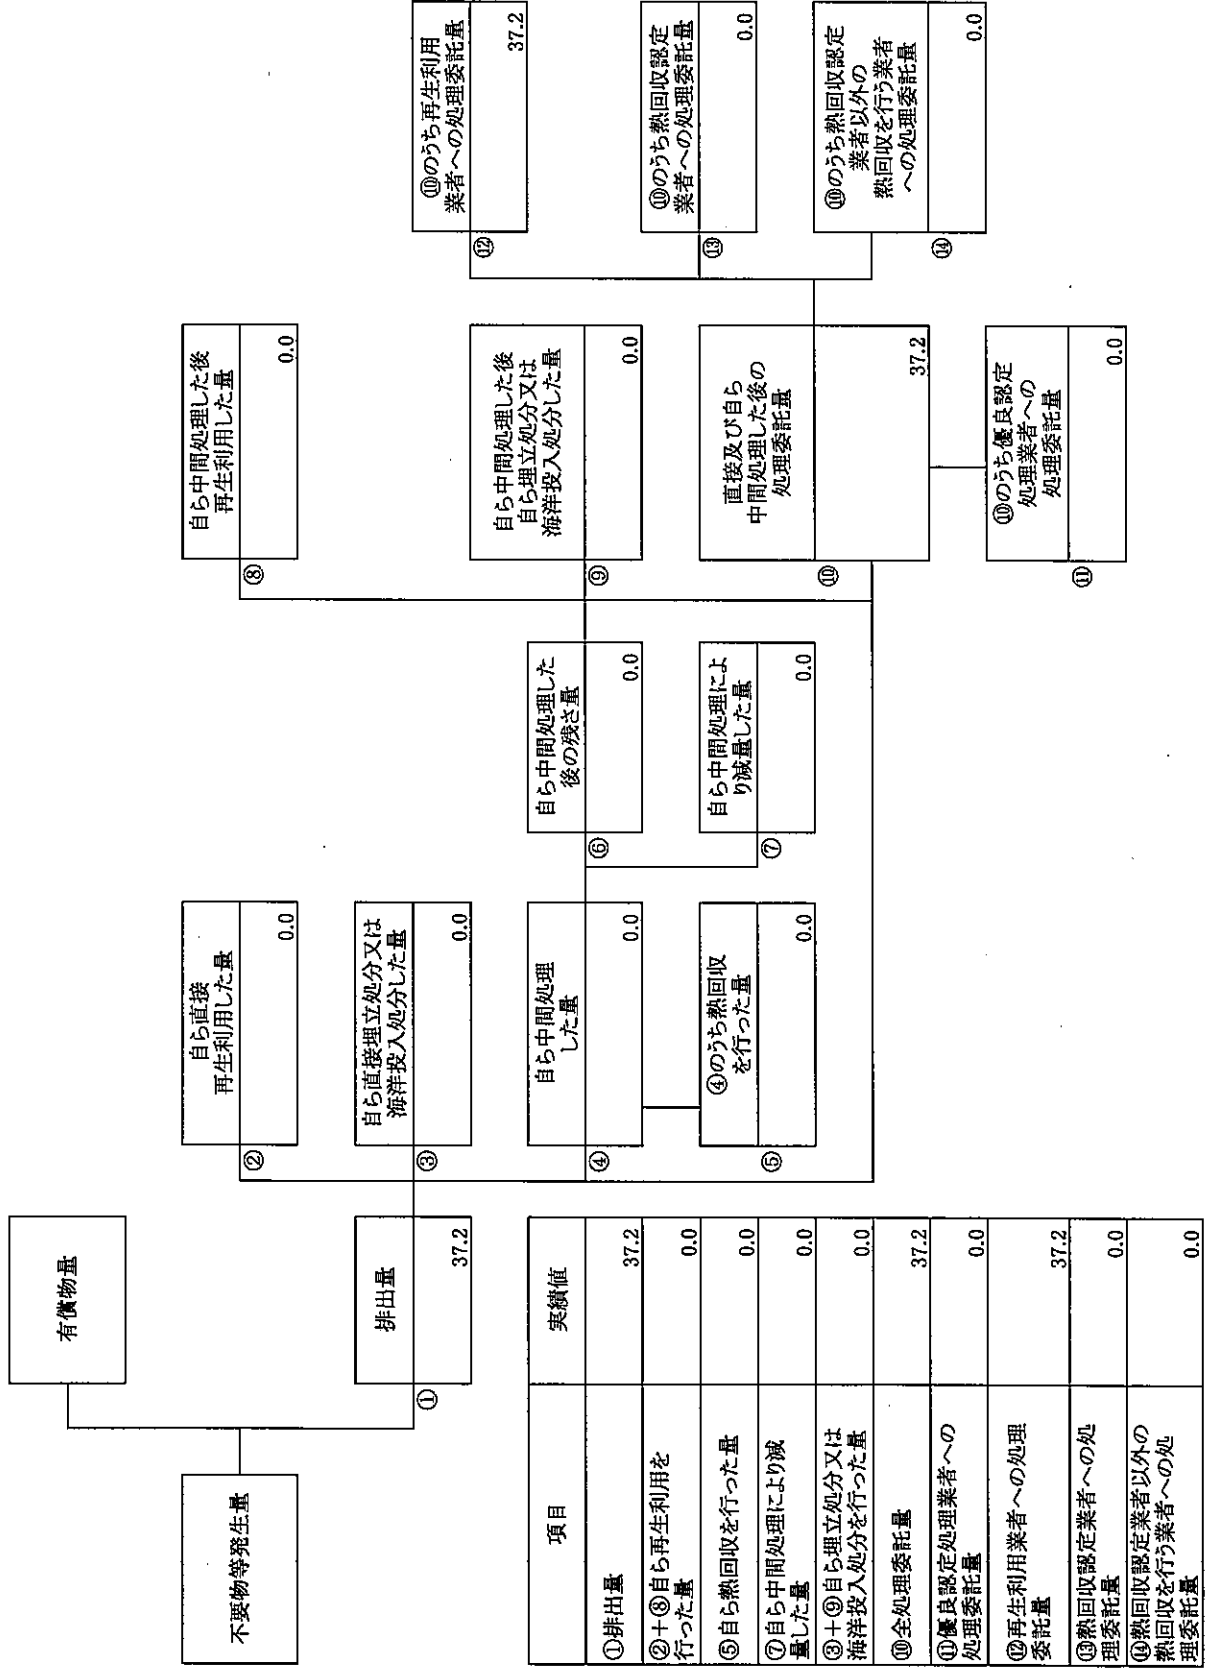 有償物量
不要物等発生量
①
排出量
37.2
②
自ら直接
再生利用した量
0.0
③
自ら直接埋立処分又は
海洋投入処分した量
0.0
④
自ら中間処理
した量
0.0
⑤
④のうち熱回収
を行った量
0.0
⑥
自ら中間処理した
後の残さ量
0.0
⑦
自ら中間処理によ
り減量した量
0.0
⑧
自ら中間処理した後
再生利用した量
0.0
⑨
自ら中間処理した後
自ら埋立処分又は
海洋投入処分した量
0.0
⑩
直接及び自ら
中間処理した後の
処理委託量
37.2
⑪
⑩のうち優良認定
処理業者への
処理委託量
0.0
⑫
⑩のうち再生利用
業者への処理委託量
37.2
⑬
⑩のうち熱回収認定
業者への処理委託量
0.0
⑭
⑩のうち熱回収認定
業者以外の
熱回収を行う業者
への処理委託量
0.0
項目 実績値
①排出量 37.2
②+⑧自ら再生利用を
行った量 0.0
⑤自ら熱回収を行った量 0.0
⑦自ら中間処理により減
量した量 0.0
③+⑨自ら埋立処分又は
海洋投入処分を行った量 0.0
⑩全処理委託量 37.2
⑪優良認定処理業者への
処理委託量 0.0
⑫再生利用業者への処理
委託量 37.2
⑬熱回収認定業者への処
理委託量 0.0
⑭熱回収認定業者以外の
熱回収を行う業者への処
理委託量 0.0